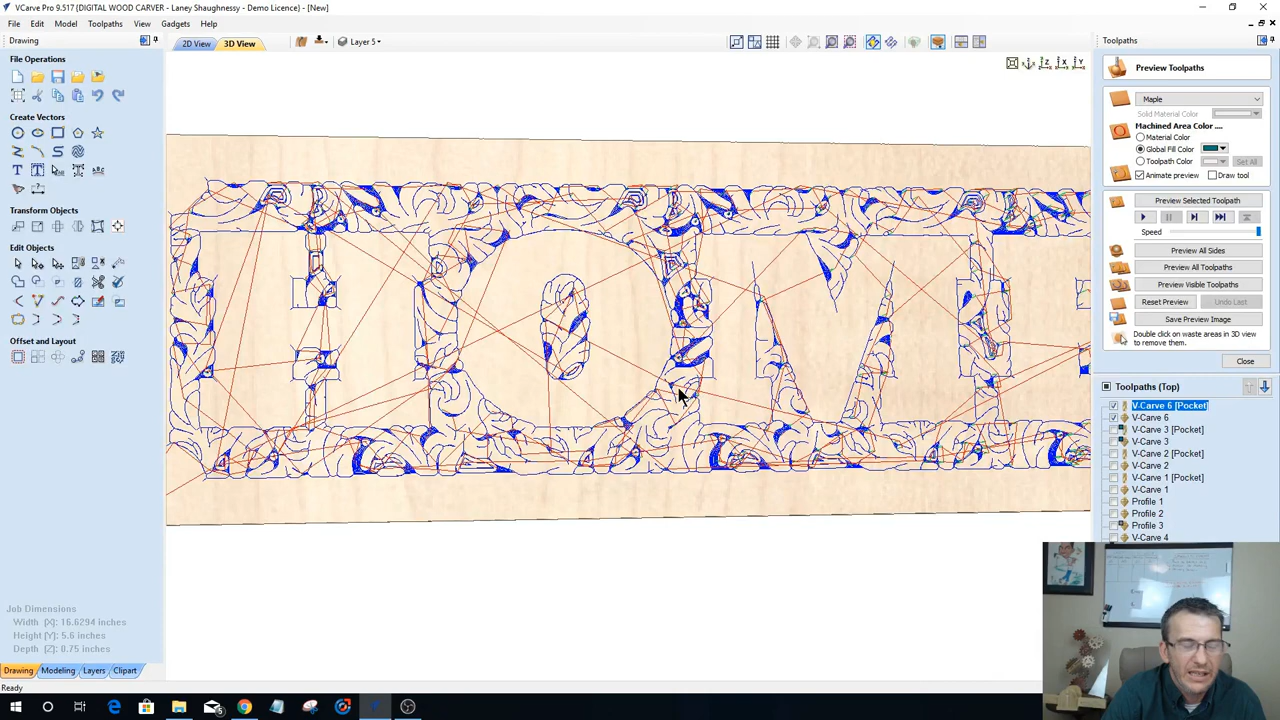 VCarve Pro 9.517 (DIGITAL WOOD CARVER - Laney Shaughnessy - Demo Licence) - [New]
File Edit Model Toolpaths View Gadgets Help
Drawing
2D View 3D View Layer 5
Toolpaths
File Operations
Create Vectors
Transform Objects
Edit Objects
Offset and Layout
Job Dimensions
Width (X): 16.6294 inches
Height (Y): 5.6 inches
Depth (Z): 0.75 inches
Drawing Modeling Layers Clipart
Ready
HOME
Preview Toolpaths
Maple
Solid Material Color
Machined Area Color ....
Material Color
Global Fill Color
Toolpath Color Set All
Animate preview Draw tool
Preview Selected Toolpath
Speed
Preview All Sides
Preview All Toolpaths
Preview Visible Toolpaths
Reset Preview Undo Last
Save Preview Image
Double click on waste areas in 3D view
to remove them.
Close
Toolpaths (Top)
V-Carve 6 [Pocket]
V-Carve 6
V-Carve 3 [Pocket]
V-Carve 3
V-Carve 2 [Pocket]
V-Carve 2
V-Carve 1 [Pocket]
V-Carve 1
Profile 1
Profile 2
Profile 3
V-Carve 4